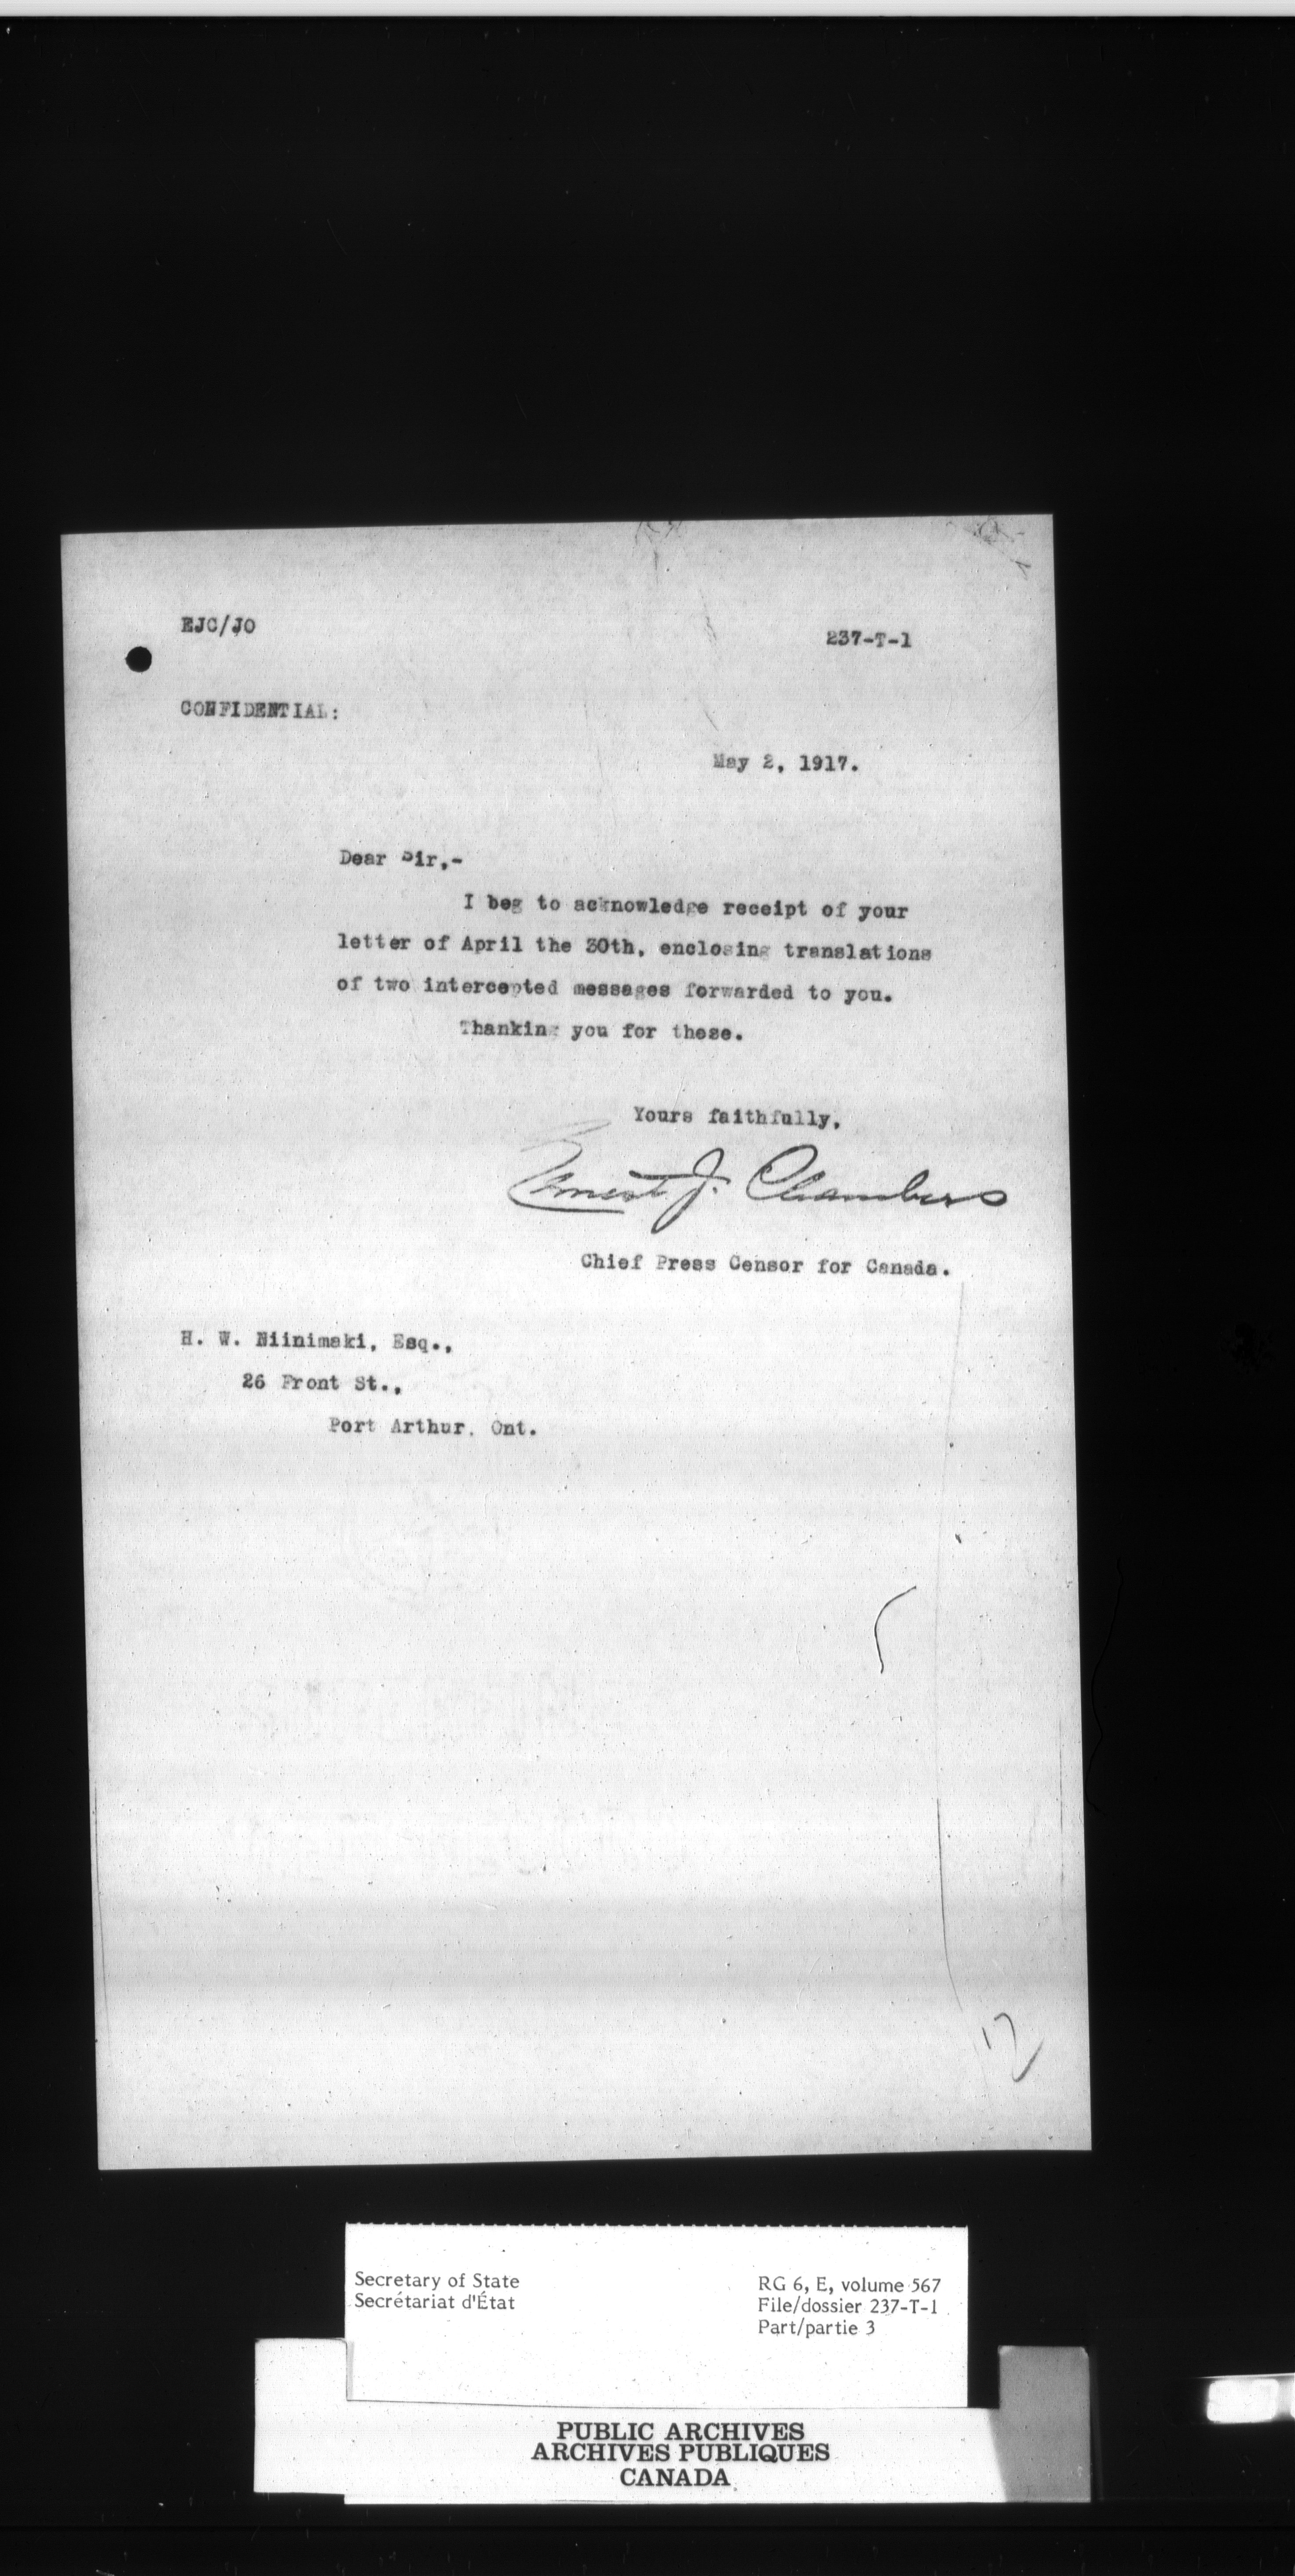 EJC/JO
237-T-1
CONFIDENTIAL:
May 2, 1917.
Dear Sir,-
I beg to acknowledge receipt of your
letter of April the 30th, enclosing translations
of two intercepted messages forwarded to you.
Thanking you for these.
Yours faithfully,
Ernest J. Chambers
Chief Press Censor for Canada.
H. W. Niinimaki, Esq.,
26 Front St.,
Port Arthur, Ont.
12
Secretary of State
Secrétariat d'État
RG 6, E, volume 567
File/dossier 237-T-1
Part/partie 3
PUBLIC ARCHIVES
ARCHIVES PUBLIQUES
CANADA